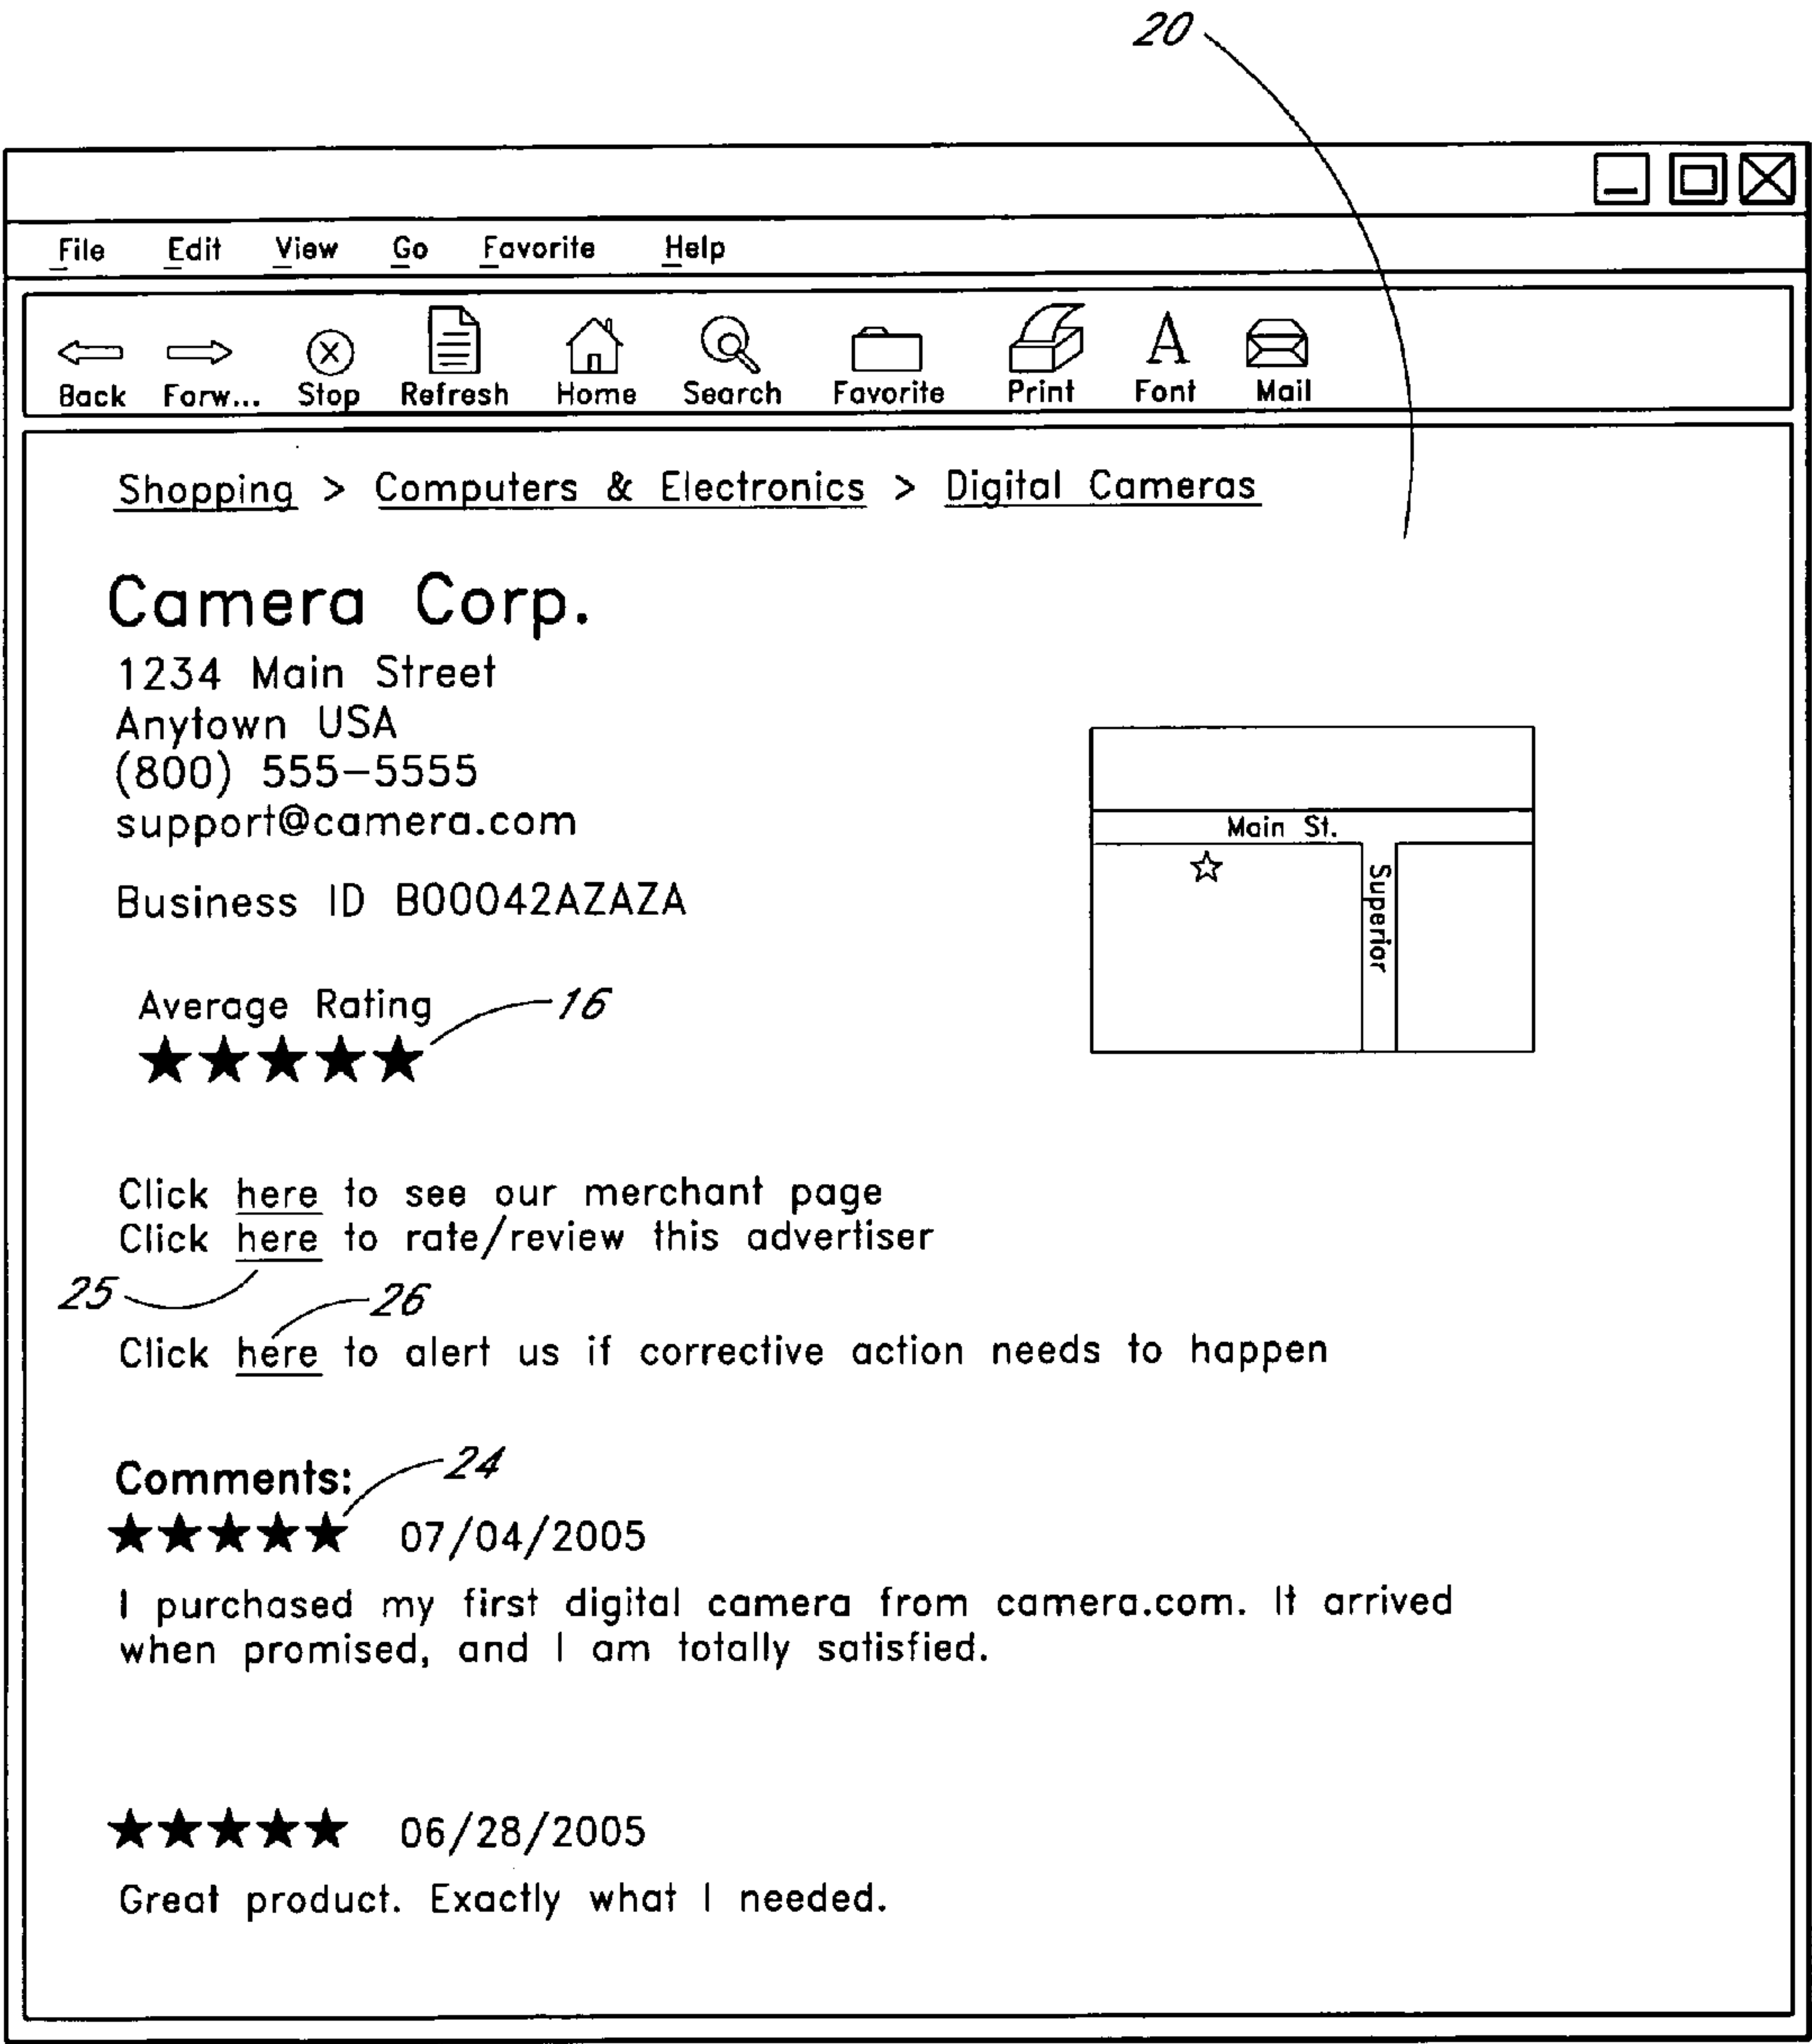 20
File Edit View Go Favorite Help
Back Forw... Stop Refresh Home Search Favorite Print A Font Mail
Shopping > Computers & Electronics > Digital Cameras
Camera Corp.
1234 Main Street
Anytown USA
(800) 555-5555
support@camera.com
Main St.
Superior
Business ID B00042AZAZA
Average Rating 16
Click here to see our merchant page
Click here to rate/review this advertiser
25 26
Click here to alert us if corrective action needs to happen
Comments: 24
07/04/2005
I purchased my first digital camera from camera.com. It arrived
when promised, and I am totally satisfied.
06/28/2005
Great product. Exactly what I needed.